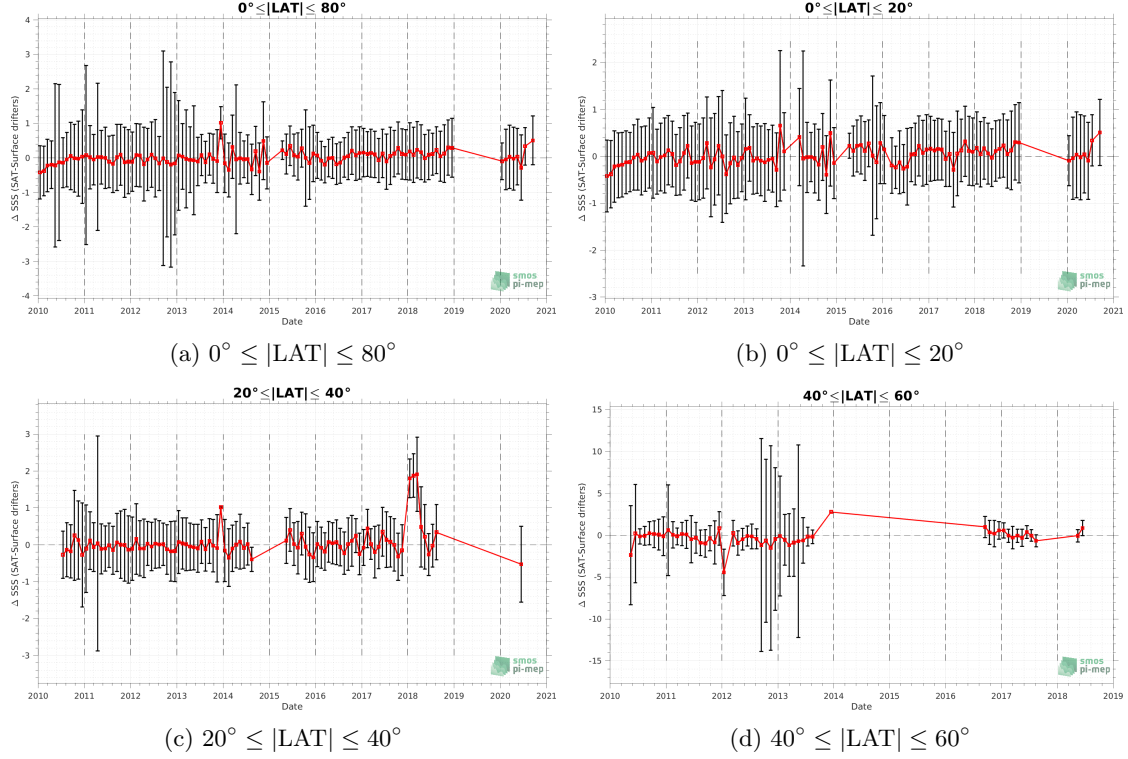 0°≤|LAT|≤ 80°
Δ SSS (SAT-Surface drifters)
4
3
2
1
0
-1
-2
-3
-4
2010 2011 2012 2013 2014 2015 2016 2017 2018 2019 2020 2021
Date
smos
pi-mep
(a) 0° ≤ |LAT| ≤ 80°
0°≤|LAT|≤ 20°
Δ SSS (SAT-Surface drifters)
2
1
0
-1
-2
-3
2010 2011 2012 2013 2014 2015 2016 2017 2018 2019 2020 2021
Date
smos
pi-mep
(b) 0° ≤ |LAT| ≤ 20°
20°≤|LAT|≤ 40°
Δ SSS (SAT-Surface drifters)
3
2
1
0
-1
-2
-3
2010 2011 2012 2013 2014 2015 2016 2017 2018 2019 2020 2021
Date
smos
pi-mep
(c) 20° ≤ |LAT| ≤ 40°
40°≤|LAT|≤ 60°
Δ SSS (SAT-Surface drifters)
15
10
5
0
-5
-10
-15
2010 2011 2012 2013 2014 2015 2016 2017 2018 2019
Date
smos
pi-mep
(d) 40° ≤ |LAT| ≤ 60°